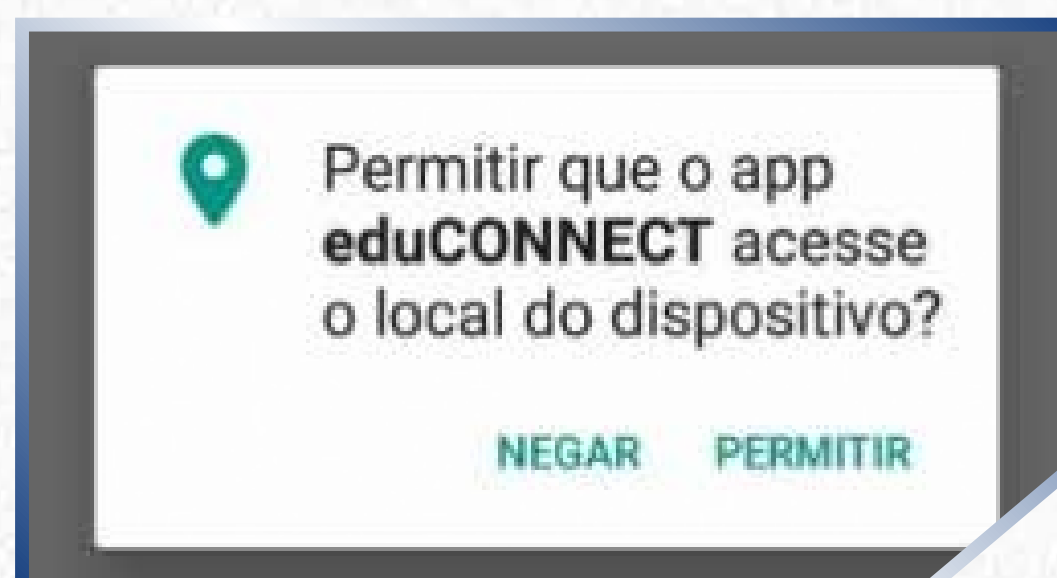 Permitir que o app
eduCONNECT acesse
o local do dispositivo?
NEGAR PERMITIR